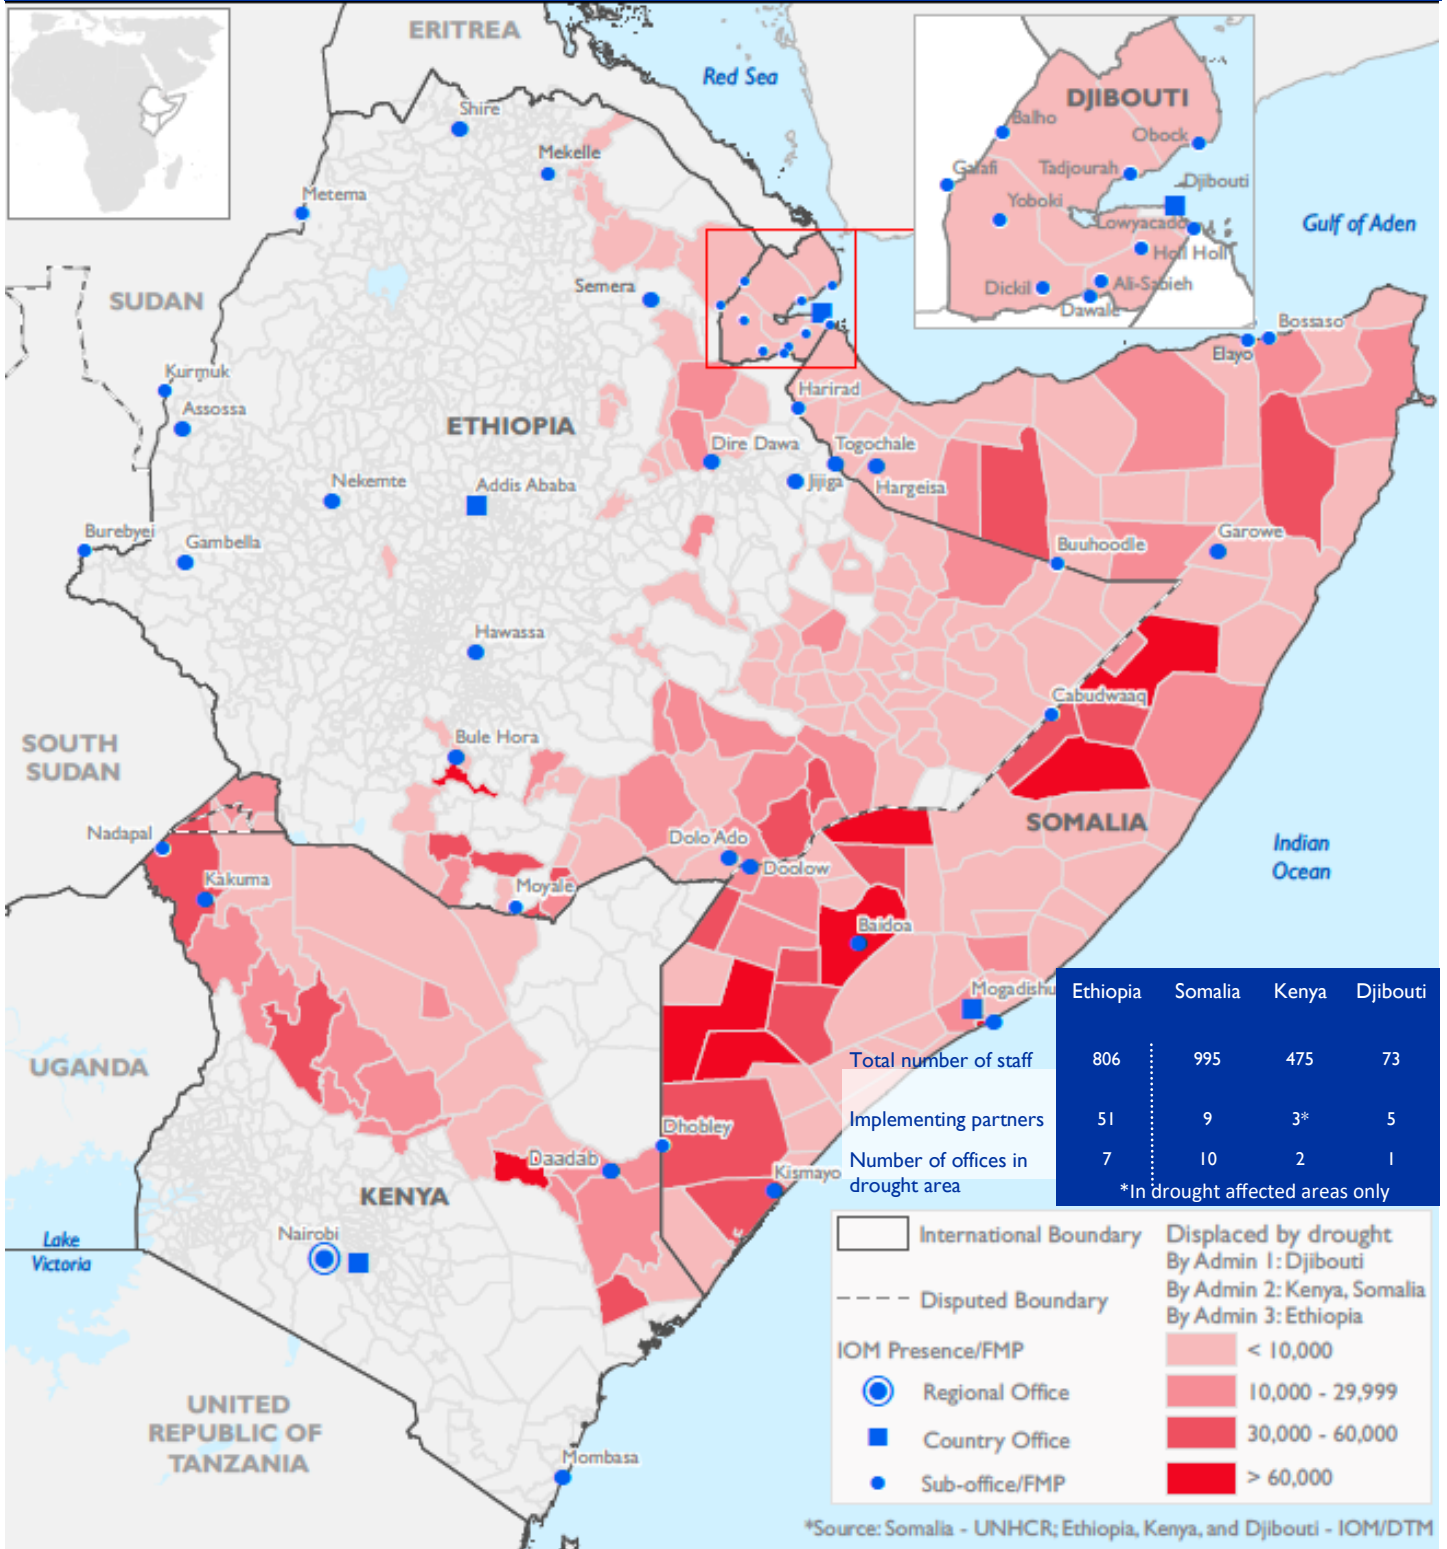 ERITREA
Red Sea
Shire
Mekelle
Metema
DJIBOUTI
Balho
Obock
Galafi
Tadjourah
Djibouti
Yoboki
Lowyacaddo
Holl Holl
Dickil
Ali-Sabieh
Dawale
Gulf of Aden
SUDAN
Semera
Bossaso
Elayo
Kurmuk
Harirad
Assossa
ETHIOPIA
Dire Dawa
Togochale
Nekemte
Addis Ababa
Jijiga
Hargeisa
Burebyei
Gambella
Buuhoodle
Garowe
Hawassa
Cabudwaaq
SOUTH
SUDAN
Bule Hora
Nadapal
Dolo Ado
SOMALIA
Doolow
Indian
Ocean
Kakuma
Moyale
Baidoa
Mogadishu
UGANDA
Dhobley
Daadab
Kismayo
KENYA
Nairobi
Lake
Victoria
UNITED
REPUBLIC OF
TANZANIA
Mombasa
Ethiopia Somalia Kenya Djibouti
Total number of staff 806 995 475 73
Implementing partners 51 9 3* 5
Number of offices in 7 10 2 1
drought area
*In drought affected areas only
International Boundary
Disputed Boundary
IOM Presence/FMP
Regional Office
Country Office
Sub-office/FMP
Displaced by drought
By Admin 1: Djibouti
By Admin 2: Kenya, Somalia
By Admin 3: Ethiopia
< 10,000
10,000 - 29,999
30,000 - 60,000
> 60,000
*Source: Somalia - UNHCR; Ethiopia, Kenya, and Djibouti - IOM/DTM